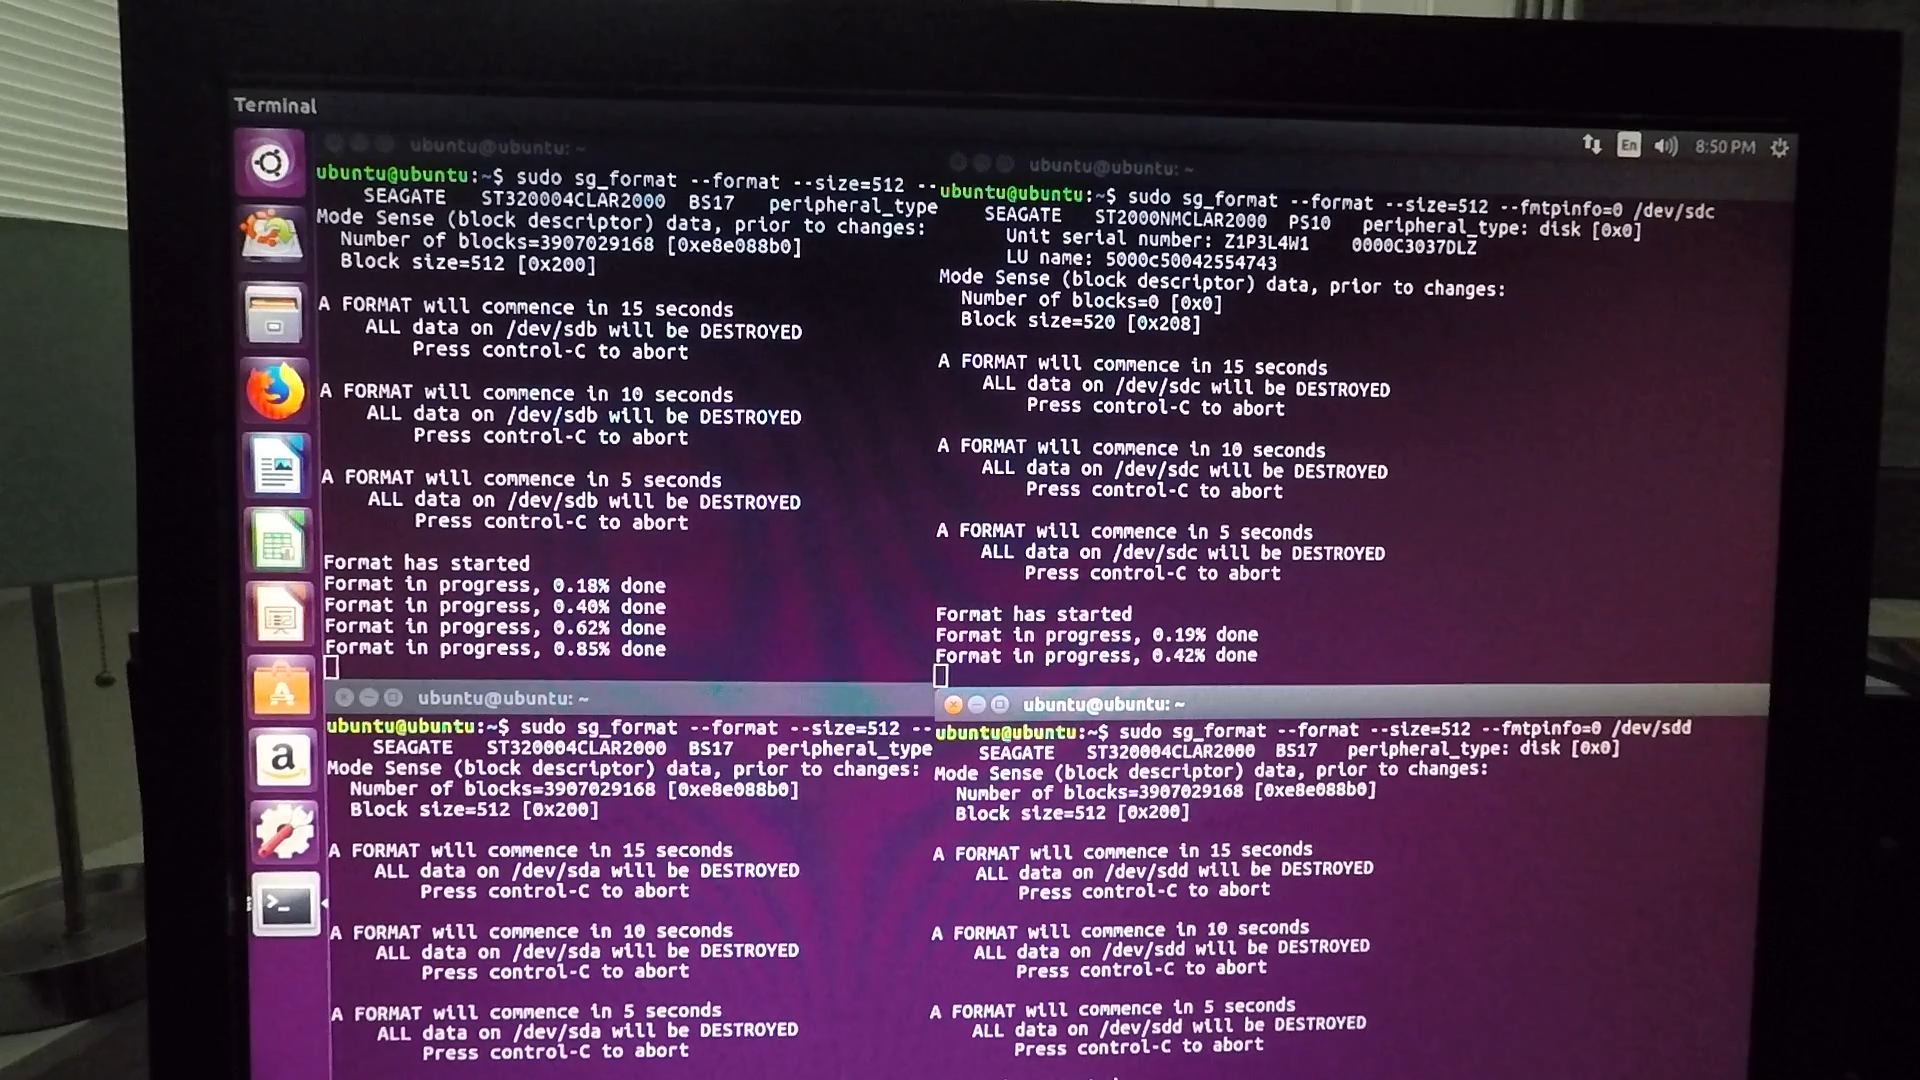 Terminal
En
8:50 PM
ubuntu@ubuntu: ~
ubuntu@ubuntu:~$ sudo sg_format --format --size=512 --
SEAGATE ST320004CLAR2000 BS17 peripheral_type
Mode Sense (block descriptor) data, prior to changes:
Number of blocks=3907029168 [0xe8e088b0]
Block size=512 [0x200]
A FORMAT will commence in 15 seconds
ALL data on /dev/sdb will be DESTROYED
Press control-C to abort
A FORMAT will commence in 10 seconds
ALL data on /dev/sdb will be DESTROYED
Press control-C to abort
A FORMAT will commence in 5 seconds
ALL data on /dev/sdb will be DESTROYED
Press control-C to abort
Format has started
Format in progress, 0.18% done
Format in progress, 0.40% done
Format in progress, 0.62% done
Format in progress, 0.85% done
ubuntu@ubuntu: ~
ubuntu@ubuntu:~$ sudo sg_format --format --size=512 --fmtpinfo=0 /dev/sdc
SEAGATE ST2000NMCLAR2000 PS10 peripheral_type: disk [0x0]
Unit serial number: Z1P3L4W1 0000C3037DLZ
LU name: 5000c50042554743
Mode Sense (block descriptor) data, prior to changes:
Number of blocks=0 [0x0]
Block size=520 [0x208]
A FORMAT will commence in 15 seconds
ALL data on /dev/sdc will be DESTROYED
Press control-C to abort
A FORMAT will commence in 10 seconds
ALL data on /dev/sdc will be DESTROYED
Press control-C to abort
A FORMAT will commence in 5 seconds
ALL data on /dev/sdc will be DESTROYED
Press control-C to abort
Format has started
Format in progress, 0.19% done
Format in progress, 0.42% done
ubuntu@ubuntu: ~
ubuntu@ubuntu:~$ sudo sg_format --format --size=512 --
SEAGATE ST320004CLAR2000 BS17 peripheral_type
Mode Sense (block descriptor) data, prior to changes:
Number of blocks=3907029168 [0xe8e088b0]
Block size=512 [0x200]
A FORMAT will commence in 15 seconds
ALL data on /dev/sda will be DESTROYED
Press control-C to abort
A FORMAT will commence in 10 seconds
ALL data on /dev/sda will be DESTROYED
Press control-C to abort
A FORMAT will commence in 5 seconds
ALL data on /dev/sda will be DESTROYED
Press control-C to abort
ubuntu@ubuntu: ~
ubuntu@ubuntu:~$ sudo sg_format --format --size=512 --fmtpinfo=0 /dev/sdd
SEAGATE ST320004CLAR2000 BS17 peripheral_type: disk [0x0]
Mode Sense (block descriptor) data, prior to changes:
Number of blocks=3907029168 [0xe8e088b0]
Block size=512 [0x200]
A FORMAT will commence in 15 seconds
ALL data on /dev/sdd will be DESTROYED
Press control-C to abort
A FORMAT will commence in 10 seconds
ALL data on /dev/sdd will be DESTROYED
Press control-C to abort
A FORMAT will commence in 5 seconds
ALL data on /dev/sdd will be DESTROYED
Press control-C to abort